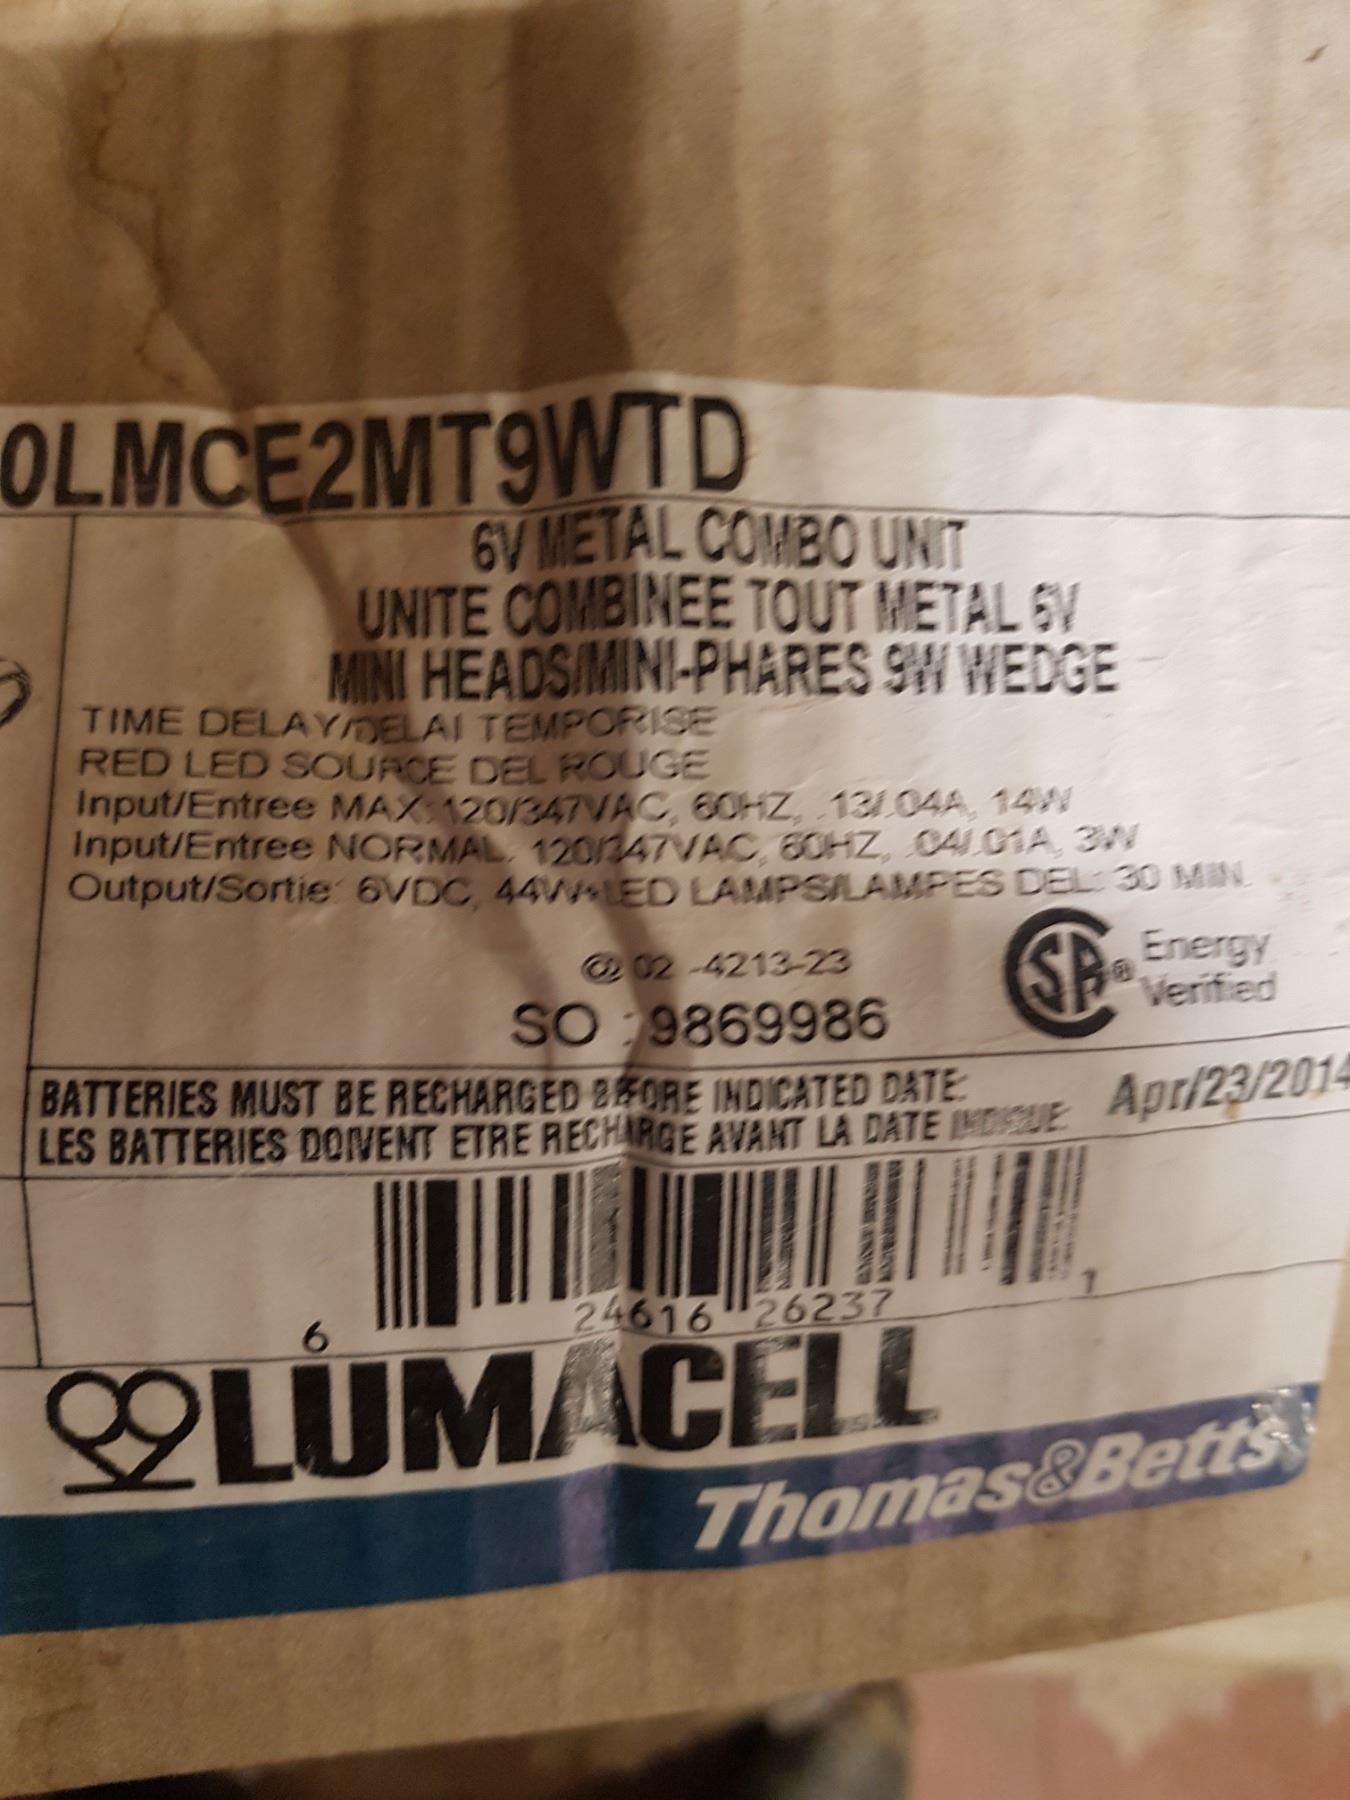 0LMCE2MT9WTD
6V METAL COMBO UNIT
UNITE COMBINEE TOUT METAL 6V
MINI HEADS/MINI-PHARES 9W WEDGE
TIME DELAY/DELAI TEMPORISE
RED LED SOURCE DEL ROUGE
Input/Entree MAX: 120/347VAC, 60HZ, .13/.04A, 14W
Input/Entree NORMAL: 120/347VAC, 60HZ, .04/.01A, 3W
Output/Sortie: 6VDC, 44W+LED LAMPS/LAMPES DEL: 30 MIN.
@ 02 -4213-23
SO : 9869986
SA® Energy Verified
BATTERIES MUST BE RECHARGED BEFORE INDICATED DATE: Apr/23/2014
LES BATTERIES DOIVENT ETRE RECHARGE AVANT LA DATE INDIQUE:
6 24616 26237 7
LUMACELL
Thomas&Betts